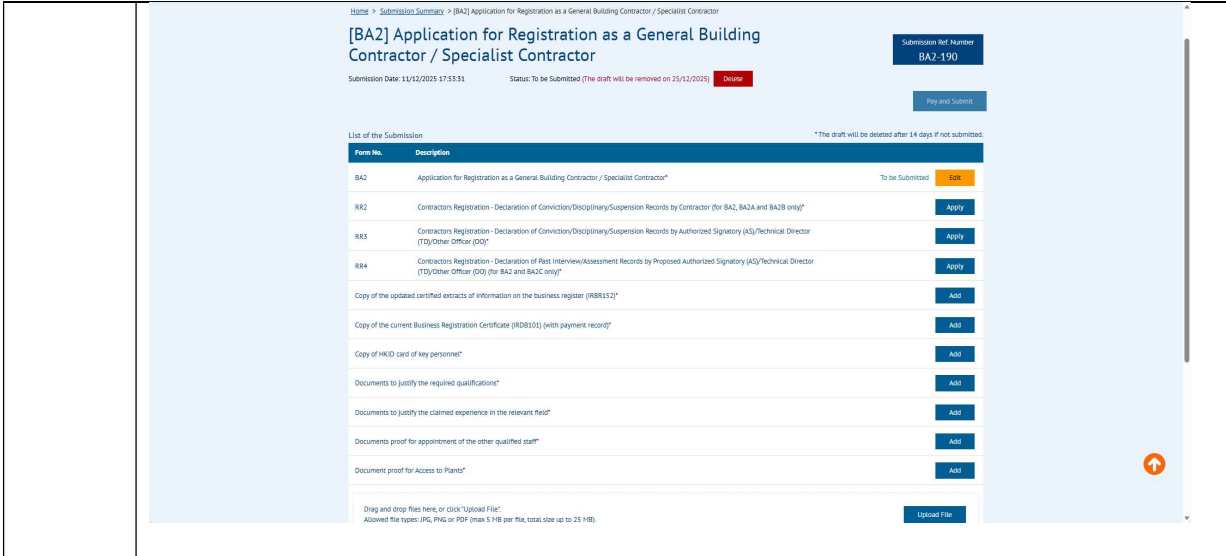 Home > Submission Summary > [BA2] Application for Registration as a General Building Contractor / Specialist Contractor
[BA2] Application for Registration as a General Building
Contractor / Specialist Contractor
Submission Ref. Number
BA2-190
Submission Date: 11/12/2025 17:53:31 Status: To be Submitted (The draft will be removed on 25/12/2025) Delete
Pay and Submit
List of the Submission * The draft will be deleted after 14 days if not submitted.
Form No. Description
BA2 Application for Registration as a General Building Contractor / Specialist Contractor* To be Submitted Edit
RR2 Contractors Registration - Declaration of Conviction/Disciplinary/Suspension Records by Contractor (for BA2, BA2A and BA2B only)* Apply
RR3 Contractors Registration - Declaration of Conviction/Disciplinary/Suspension Records by Authorized Signatory (AS)/Technical Director
(TD)/Other Officer (OO)* Apply
RR4 Contractors Registration - Declaration of Past Interview/Assessment Records by Proposed Authorized Signatory (AS)/Technical Director
(TD)/Other Officer (OO) (for BA2 and BA2C only)* Apply
Copy of the updated certified extracts of information on the business register (IRBR152)* Add
Copy of the current Business Registration Certificate (IRDB101) (with payment record)* Add
Copy of HKID card of key personnel* Add
Documents to justify the required qualifications* Add
Documents to justify the claimed experience in the relevant field* Add
Documents proof for appointment of the other qualified staff* Add
Document proof for Access to Plants* Add
Drag and drop files here, or click "Upload File".
Allowed file types: JPG, PNG or PDF (max 5 MB per file, total size up to 25 MB). Upload File